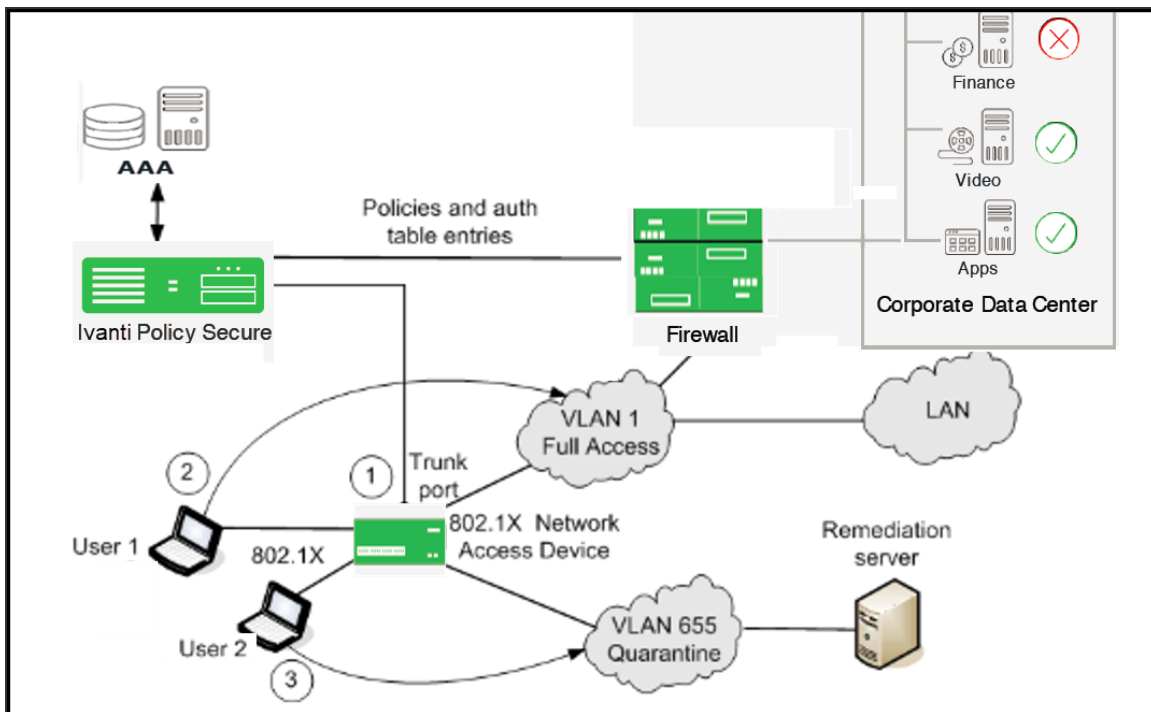 Finance
Video
Apps
Corporate Data Center
AAA
Policies and auth
table entries
Ivanti Policy Secure
Firewall
VLAN 1
Full Access
LAN
2
1
Trunk
port
User 1
802.1X
802.1X Network
Access Device
Remediation
server
User 2
3
VLAN 655
Quarantine